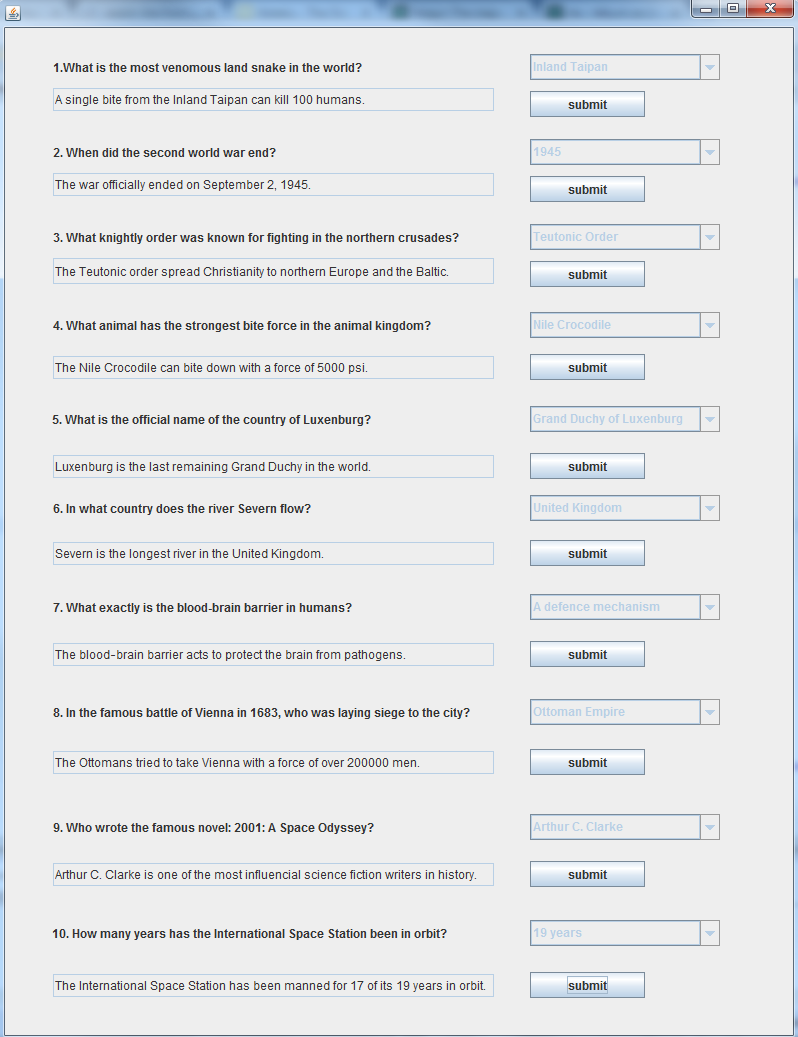 1.What is the most venomous land snake in the world?
Inland Taipan
A single bite from the Inland Taipan can kill 100 humans.
submit
2. When did the second world war end?
1945
The war officially ended on September 2, 1945.
submit
3. What knightly order was known for fighting in the northern crusades?
Teutonic Order
The Teutonic order spread Christianity to northern Europe and the Baltic.
submit
4. What animal has the strongest bite force in the animal kingdom?
Nile Crocodile
The Nile Crocodile can bite down with a force of 5000 psi.
submit
5. What is the official name of the country of Luxenburg?
Grand Duchy of Luxenburg
Luxenburg is the last remaining Grand Duchy in the world.
submit
6. In what country does the river Severn flow?
United Kingdom
Severn is the longest river in the United Kingdom.
submit
7. What exactly is the blood-brain barrier in humans?
A defence mechanism
The blood-brain barrier acts to protect the brain from pathogens.
submit
8. In the famous battle of Vienna in 1683, who was laying siege to the city?
Ottoman Empire
The Ottomans tried to take Vienna with a force of over 200000 men.
submit
9. Who wrote the famous novel: 2001: A Space Odyssey?
Arthur C. Clarke
Arthur C. Clarke is one of the most influencial science fiction writers in history.
submit
10. How many years has the International Space Station been in orbit?
19 years
The International Space Station has been manned for 17 of its 19 years in orbit.
submit